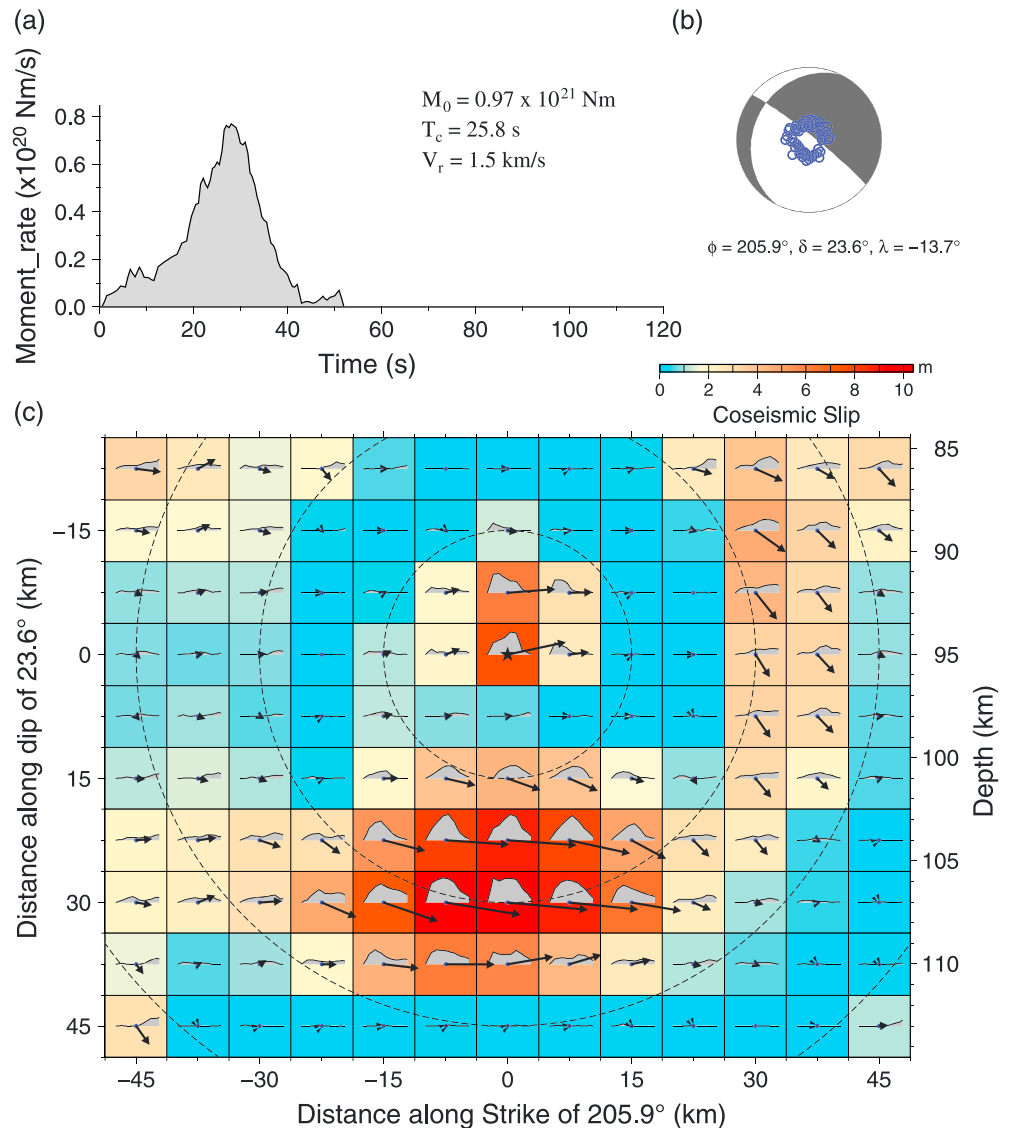 (a)
(b)
Moment_rate (x10²⁰ Nm/s)
0.8
0.6
0.4
0.2
0.0
M₀ = 0.97 x 10²¹ Nm
T꜀ = 25.8 s
Vᵣ = 1.5 km/s
0 20 40 60 80 100 120
Time (s)
ϕ = 205.9°, δ = 23.6°, λ = −13.7°
m
0 2 4 6 8 10
Coseismic Slip
(c)
Distance along dip of 23.6° (km)
−15
0
15
30
45
85
90
95
100
105
110
Depth (km)
−45 −30 −15 0 15 30 45
Distance along Strike of 205.9° (km)